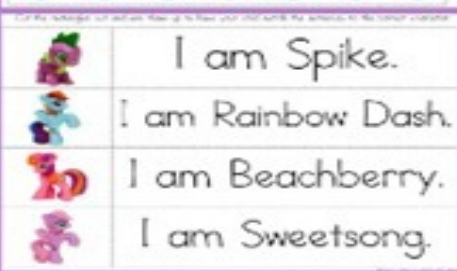 I am Spike.
I am Rainbow Dash.
I am Beachberry.
I am Sweetsong.